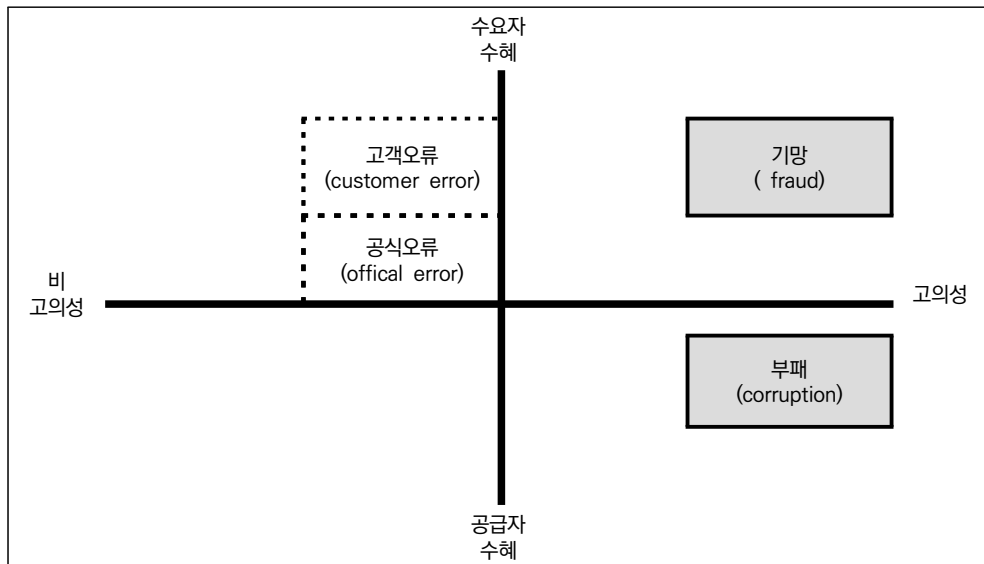 수요자
수혜
고객오류
(customer error)
기망
( fraud)
공식오류
(offical error)
비
고의성
고의성
부패
(corruption)
공급자
수혜